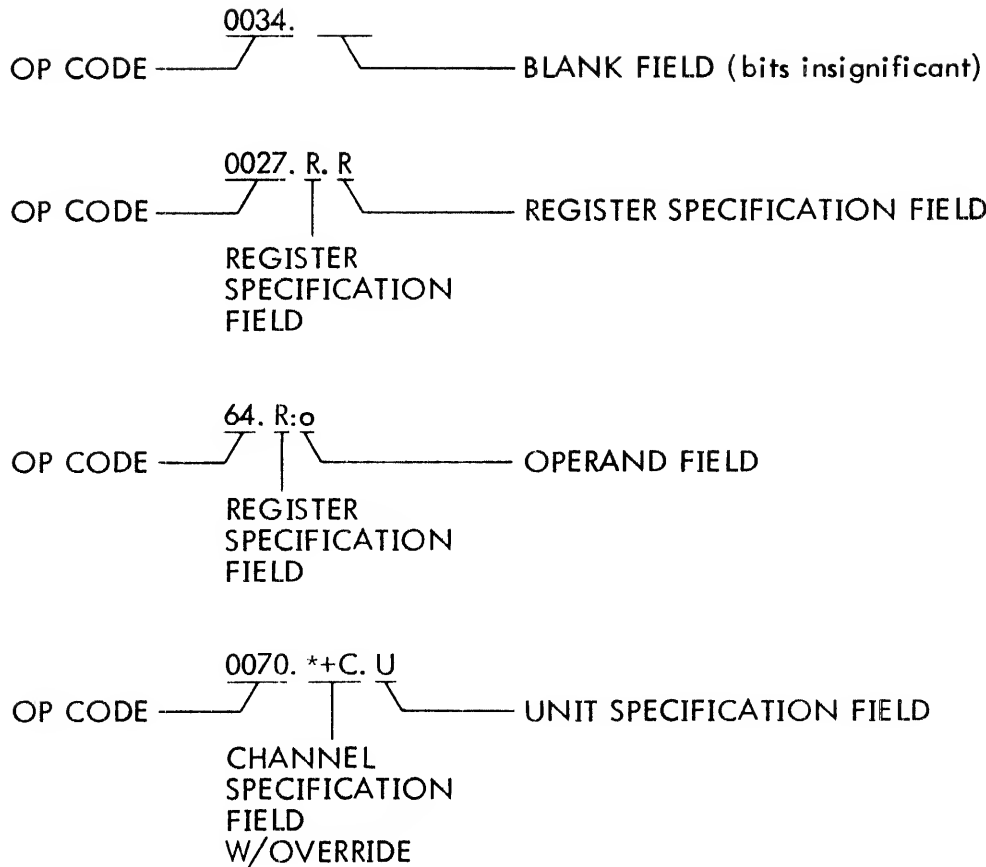 0034.
OP CODE
BLANK FIELD (bits insignificant)
0027. R. R
OP CODE
REGISTER SPECIFICATION FIELD
REGISTER
SPECIFICATION
FIELD
64. R:o
OP CODE
OPERAND FIELD
REGISTER
SPECIFICATION
FIELD
0070. *+C. U
OP CODE
UNIT SPECIFICATION FIELD
CHANNEL
SPECIFICATION
FIELD
W/OVERRIDE